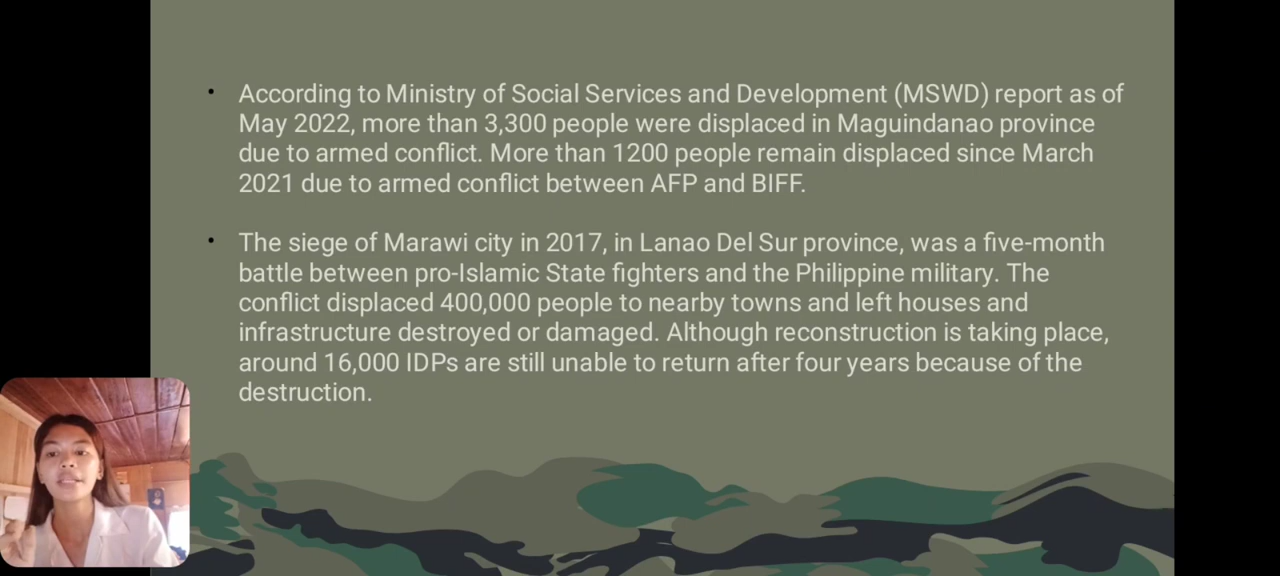 • According to Ministry of Social Services and Development (MSWD) report as of
May 2022, more than 3,300 people were displaced in Maguindanao province
due to armed conflict. More than 1200 people remain displaced since March
2021 due to armed conflict between AFP and BIFF.
• The siege of Marawi city in 2017, in Lanao Del Sur province, was a five-month
battle between pro-Islamic State fighters and the Philippine military. The
conflict displaced 400,000 people to nearby towns and left houses and
infrastructure destroyed or damaged. Although reconstruction is taking place,
around 16,000 IDPs are still unable to return after four years because of the
destruction.